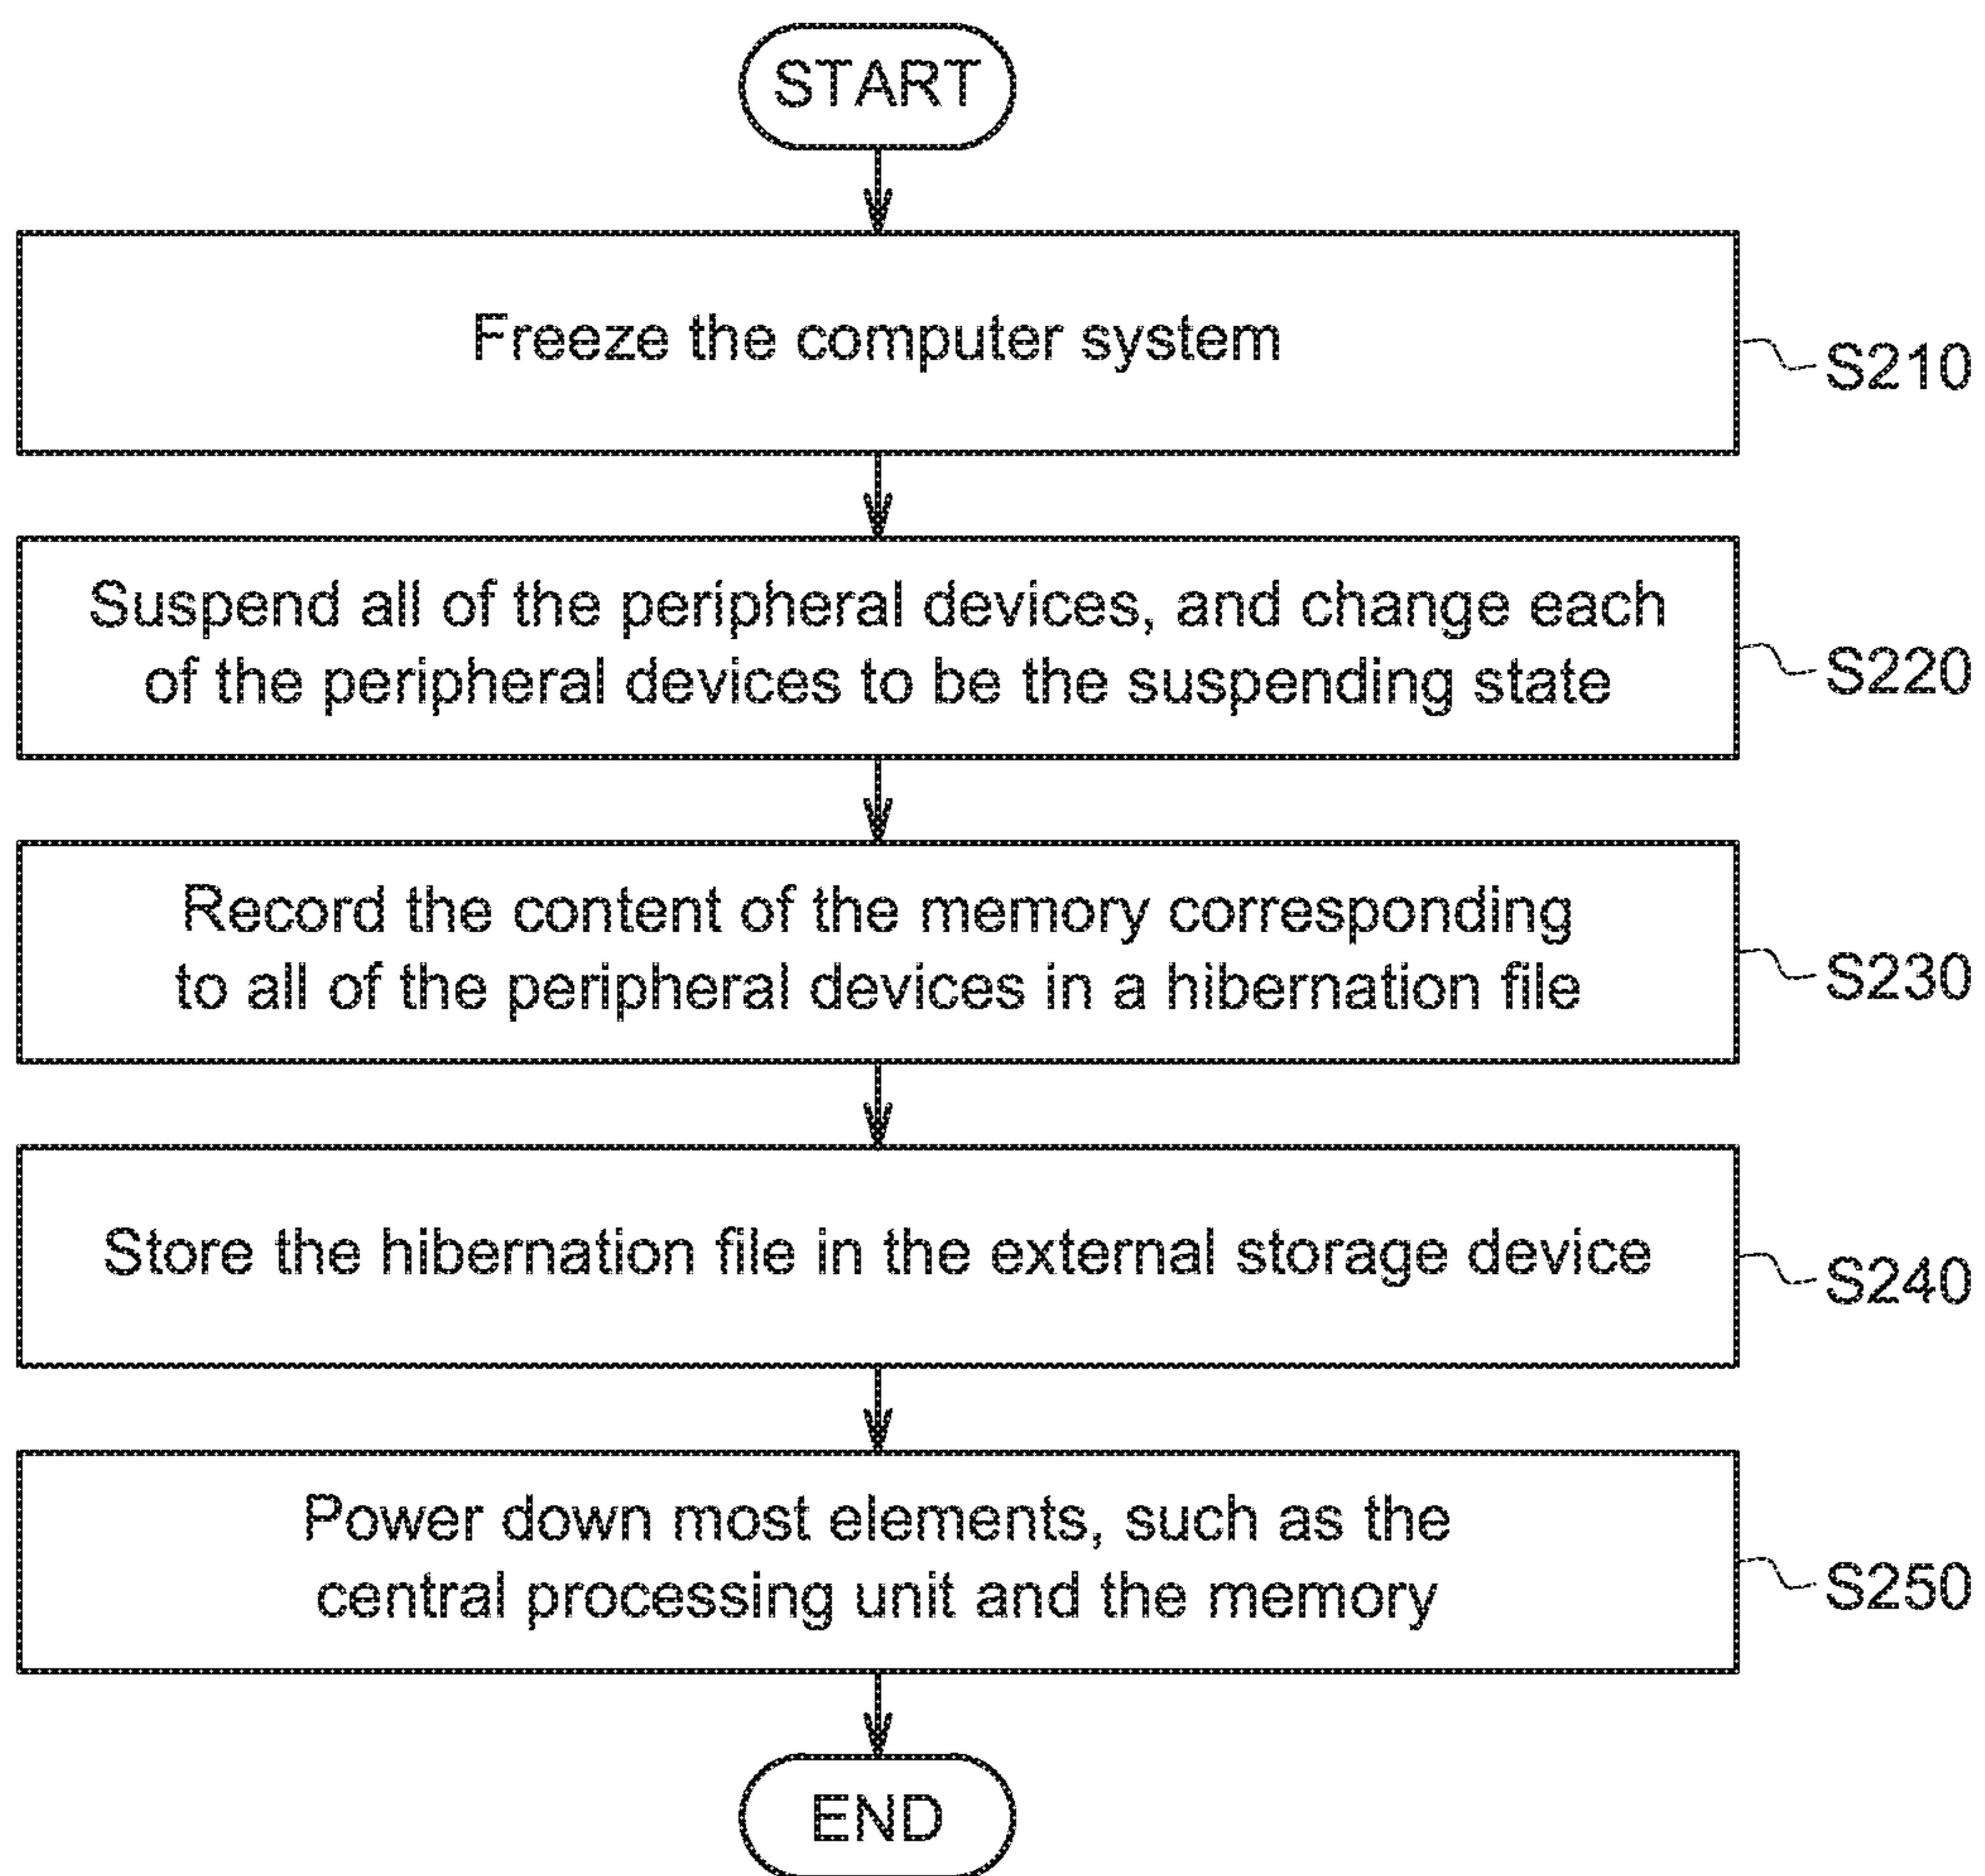 START
Freeze the computer system
S210
Suspend all of the peripheral devices, and change each
of the peripheral devices to be the suspending state
S220
Record the content of the memory corresponding
to all of the peripheral devices in a hibernation file
S230
Store the hibernation file in the external storage device
S240
Power down most elements, such as the
central processing unit and the memory
S250
END